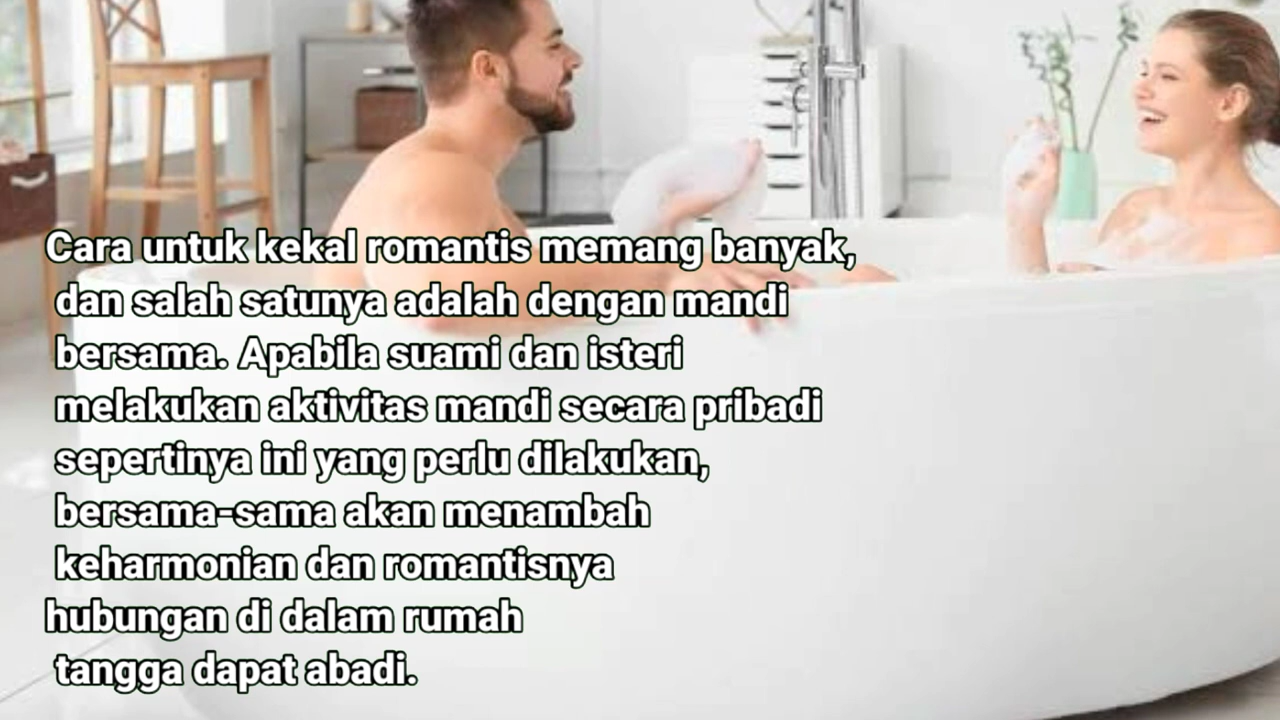 Cara untuk kekal romantis memang banyak,
dan salah satunya adalah dengan mandi
bersama. Apabila suami dan isteri
melakukan aktivitas mandi secara pribadi
sepertinya ini yang perlu dilakukan,
bersama-sama akan menambah
keharmonian dan romantisnya
hubungan di dalam rumah
tangga dapat abadi.